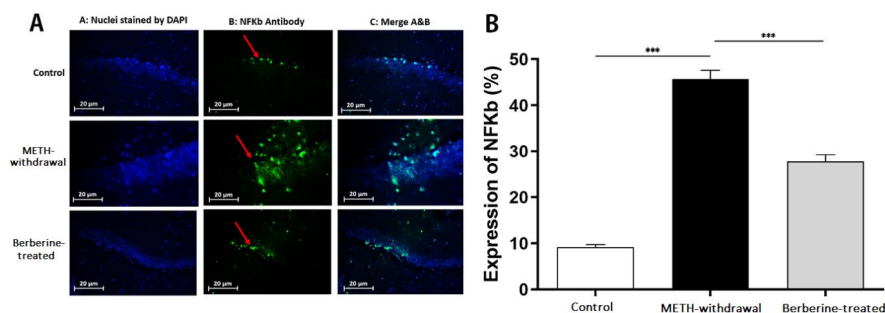 A
A: Nuclei stained by DAPI
B: NFKb Antibody
C: Merge A&B
Control
20 µm
20 µm
20 µm
METH-
withdrawal
20 µm
20 µm
20 µm
Berberine-
treated
20 µm
20 µm
20 µm
B
Expression of NFKb (%)
50
40
30
20
10
0
***
***
Control
METH-withdrawal
Berberine-treated